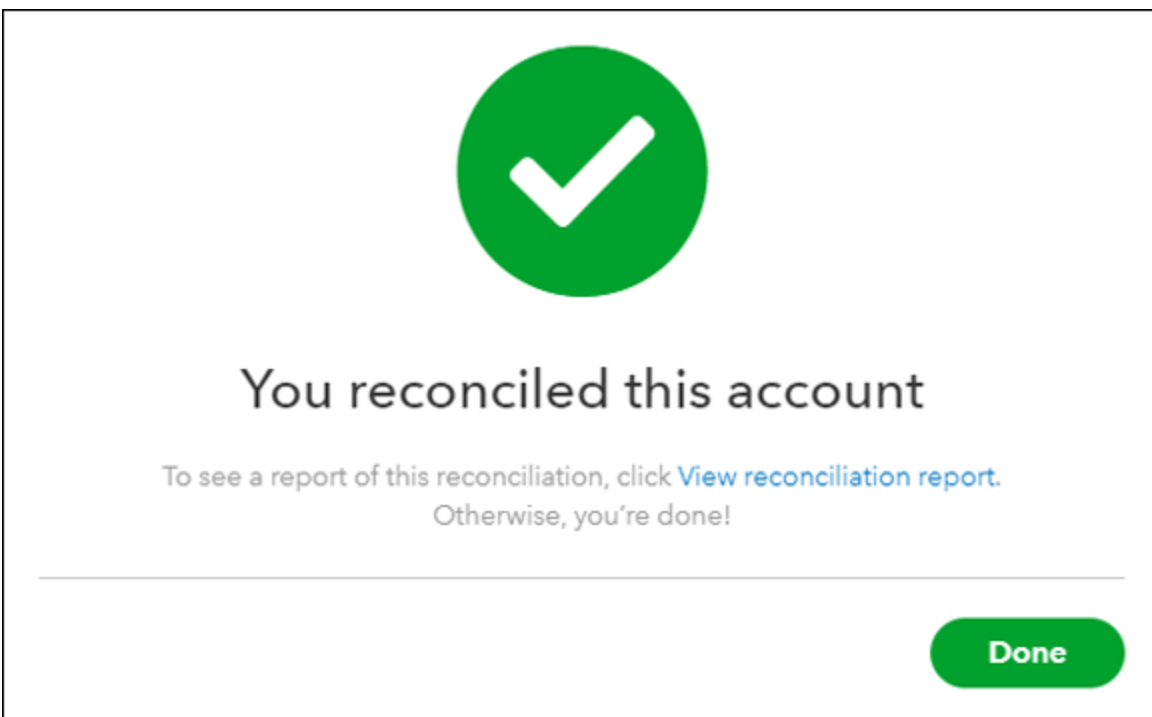 You reconciled this account
To see a report of this reconciliation, click View reconciliation report.
Otherwise, you're done!
Done